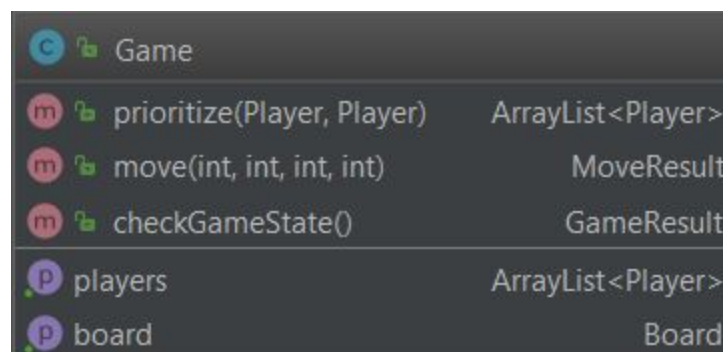 C Game
m prioritize(Player, Player) ArrayList<Player>
m move(int, int, int, int) MoveResult
m checkGameState() GameResult
p players ArrayList<Player>
p board Board